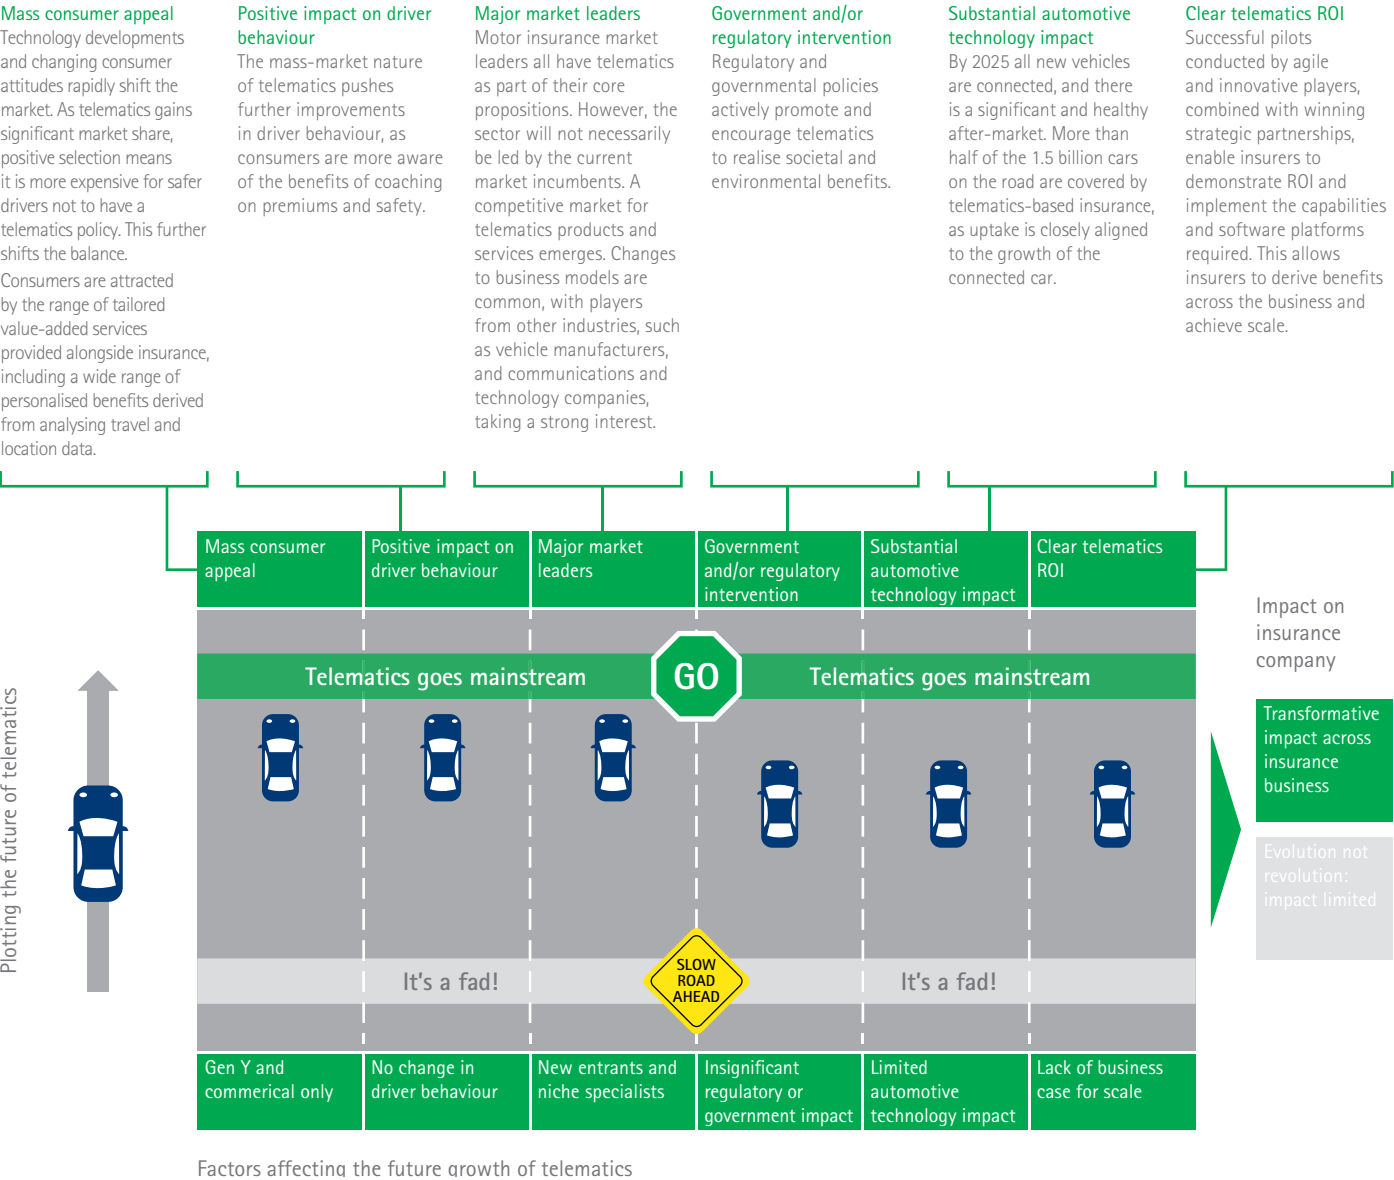 Mass consumer appeal
Technology developments
and changing consumer
attitudes rapidly shift the
market. As telematics gains
significant market share,
positive selection means
it is more expensive for safer
drivers not to have a
telematics policy. This further
shifts the balance.
Consumers are attracted
by the range of tailored
value-added services
provided alongside insurance,
including a wide range of
personalised benefits derived
from analysing travel and
location data.
Positive impact on driver
behaviour
The mass-market nature
of telematics pushes
further improvements
in driver behaviour, as
consumers are more aware
of the benefits of coaching
on premiums and safety.
Major market leaders
Motor insurance market
leaders all have telematics
as part of their core
propositions. However, the
sector will not necessarily
be led by the current
market incumbents. A
competitive market for
telematics products and
services emerges. Changes
to business models are
common, with players
from other industries, such
as vehicle manufacturers,
and communications and
technology companies,
taking a strong interest.
Government and/or
regulatory intervention
Regulatory and
governmental policies
actively promote and
encourage telematics
to realise societal and
environmental benefits.
Substantial automotive
technology impact
By 2025 all new vehicles
are connected, and there
is a significant and healthy
after-market. More than
half of the 1.5 billion cars
on the road are covered by
telematics-based insurance,
as uptake is closely aligned
to the growth of the
connected car.
Clear telematics ROI
Successful pilots
conducted by agile
and innovative players,
combined with winning
strategic partnerships,
enable insurers to
demonstrate ROI and
implement the capabilities
and software platforms
required. This allows
insurers to derive benefits
across the business and
achieve scale.
Mass consumer
appeal
Positive impact on
driver behaviour
Major market
leaders
Government
and/or regulatory
intervention
Substantial
automotive
technology impact
Clear telematics
ROI
Plotting the future of telematics
Telematics goes mainstream
GO
Telematics goes mainstream
It's a fad!
SLOW
ROAD
AHEAD
It's a fad!
Impact on
insurance
company
Transformative
impact across
insurance
business
Evolution not
revolution:
impact limited
Gen Y and
commerical only
No change in
driver behaviour
New entrants and
niche specialists
Insignificant
regulatory or
government impact
Limited
automotive
technology impact
Lack of business
case for scale
Factors affecting the future growth of telematics